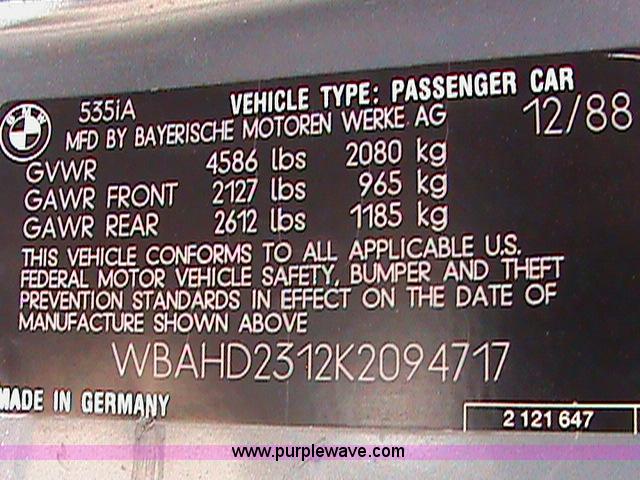 BMW
535iA
VEHICLE TYPE: PASSENGER CAR
MFD BY BAYERISCHE MOTOREN WERKE AG
12/88
GVWR 4586 lbs 2080 kg
GAWR FRONT 2127 lbs 965 kg
GAWR REAR 2612 lbs 1185 kg
THIS VEHICLE CONFORMS TO ALL APPLICABLE U.S.
FEDERAL MOTOR VEHICLE SAFETY, BUMPER AND THEFT
PREVENTION STANDARDS IN EFFECT ON THE DATE OF
MANUFACTURE SHOWN ABOVE
WBAHD2312K2094717
MADE IN GERMANY
2 121 647
www.purplewave.com